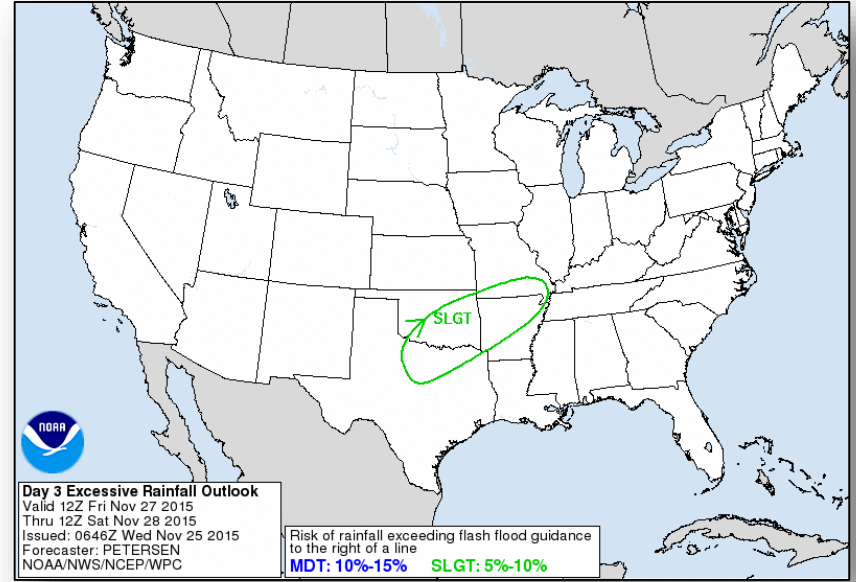 SLGT
NOAA
Day 3 Excessive Rainfall Outlook
Valid 12Z Fri Nov 27 2015
Thru 12Z Sat Nov 28 2015
Issued: 0646Z Wed Nov 25 2015
Forecaster: PETERSEN
NOAA/NWS/NCEP/WPC
Risk of rainfall exceeding flash flood guidance
to the right of a line
MDT: 10%-15% SLGT: 5%-10%